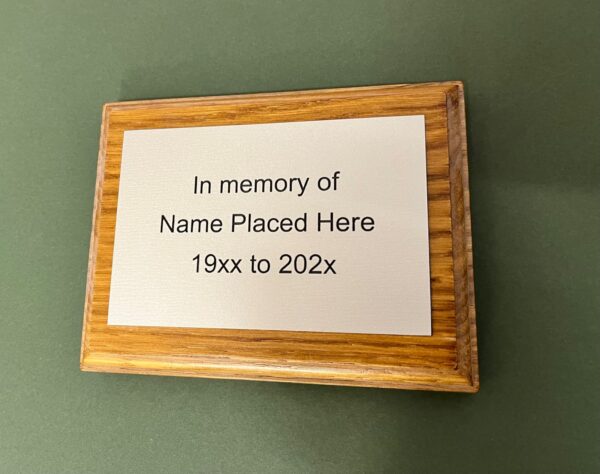 In memory of
Name Placed Here
19xx to 202x